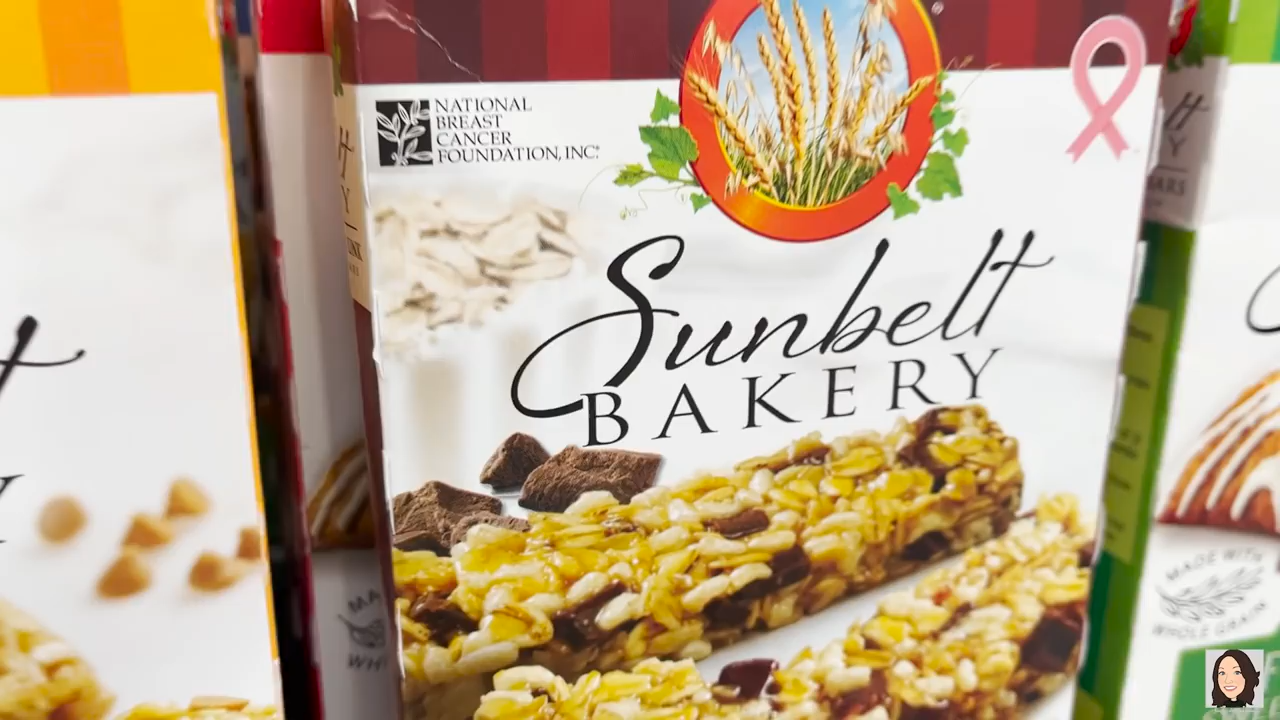 NATIONAL
BREAST
CANCER
FOUNDATION, INC.
Sunbelt
BAKERY
MADE WITH
WHOLE GRAIN